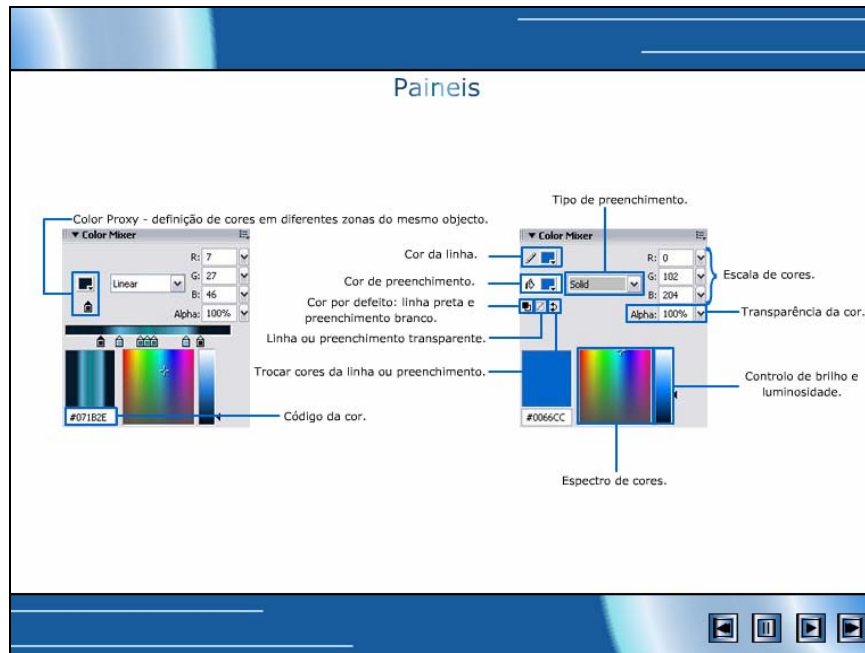 Paineis
Color Proxy - definição de cores em diferentes zonas do mesmo objecto.
Color Mixer
R: 7
Linear
G: 27
B: 46
Alpha: 100%
#071B2E
Código da cor.
Tipo de preenchimento.
Color Mixer
Cor da linha.
R: 0
Cor de preenchimento.
Solid
G: 102
Escala de cores.
B: 204
Cor por defeito: linha preta e
preenchimento branco.
Alpha: 100%
Transparência da cor.
Linha ou preenchimento transparente.
Trocar cores da linha ou preenchimento.
Controlo de brilho e
luminosidade.
#0066CC
Espectro de cores.